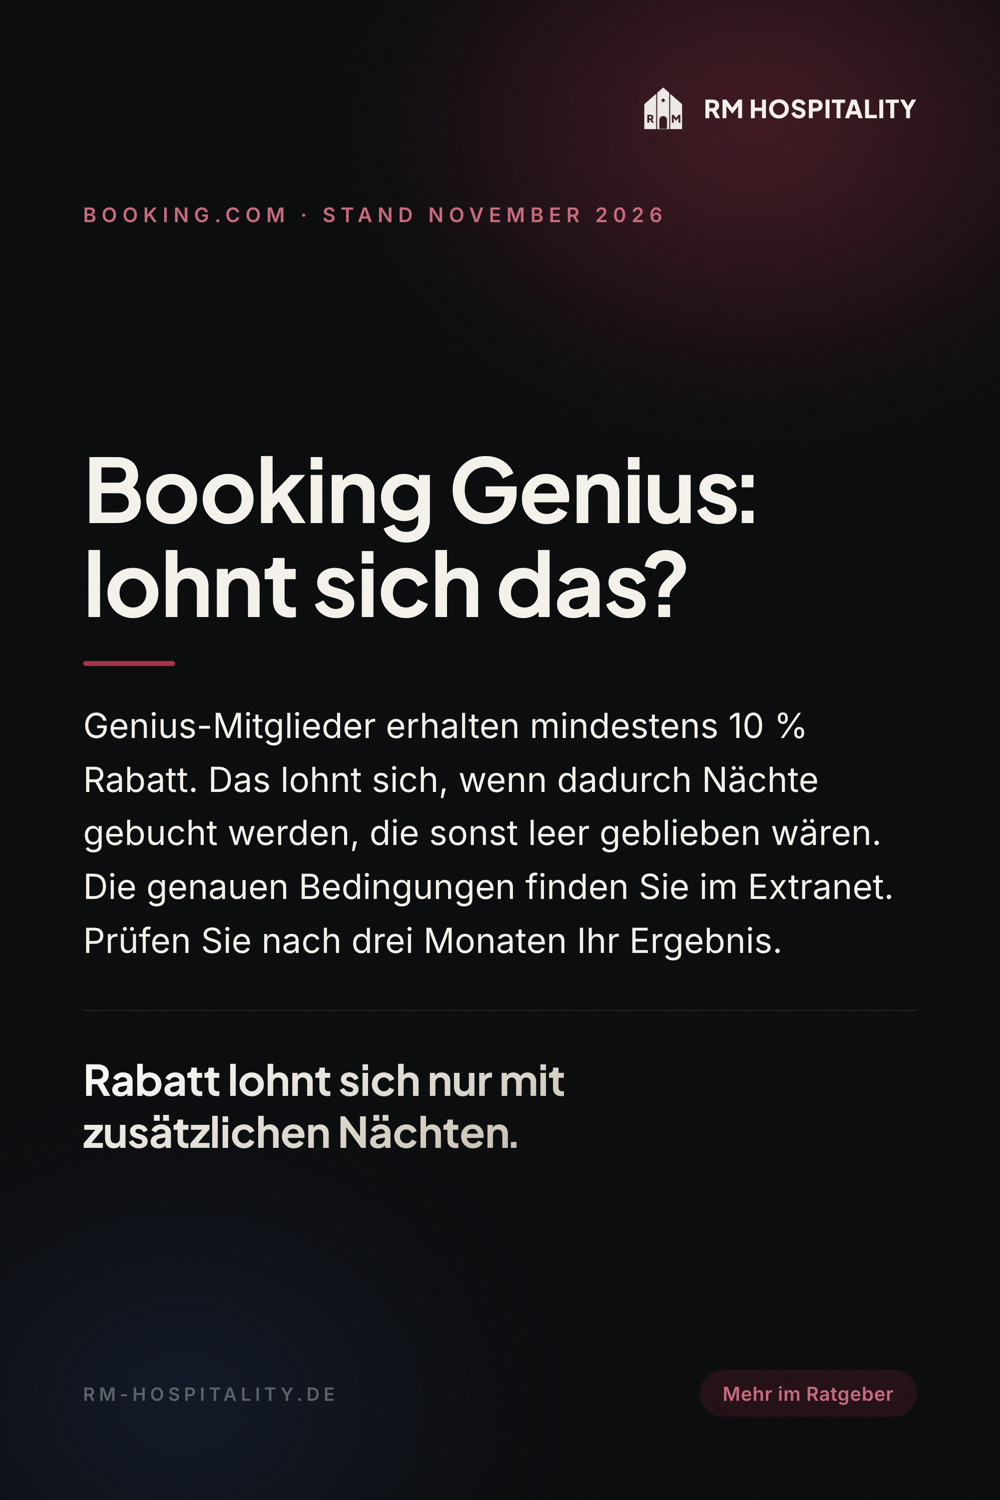 R M
RM HOSPITALITY
BOOKING.COM · STAND NOVEMBER 2026
Booking Genius:
lohnt sich das?
Genius-Mitglieder erhalten mindestens 10 %
Rabatt. Das lohnt sich, wenn dadurch Nächte
gebucht werden, die sonst leer geblieben wären.
Die genauen Bedingungen finden Sie im Extranet.
Prüfen Sie nach drei Monaten Ihr Ergebnis.
Rabatt lohnt sich nur mit
zusätzlichen Nächten.
RM-HOSPITALITY.DE
Mehr im Ratgeber